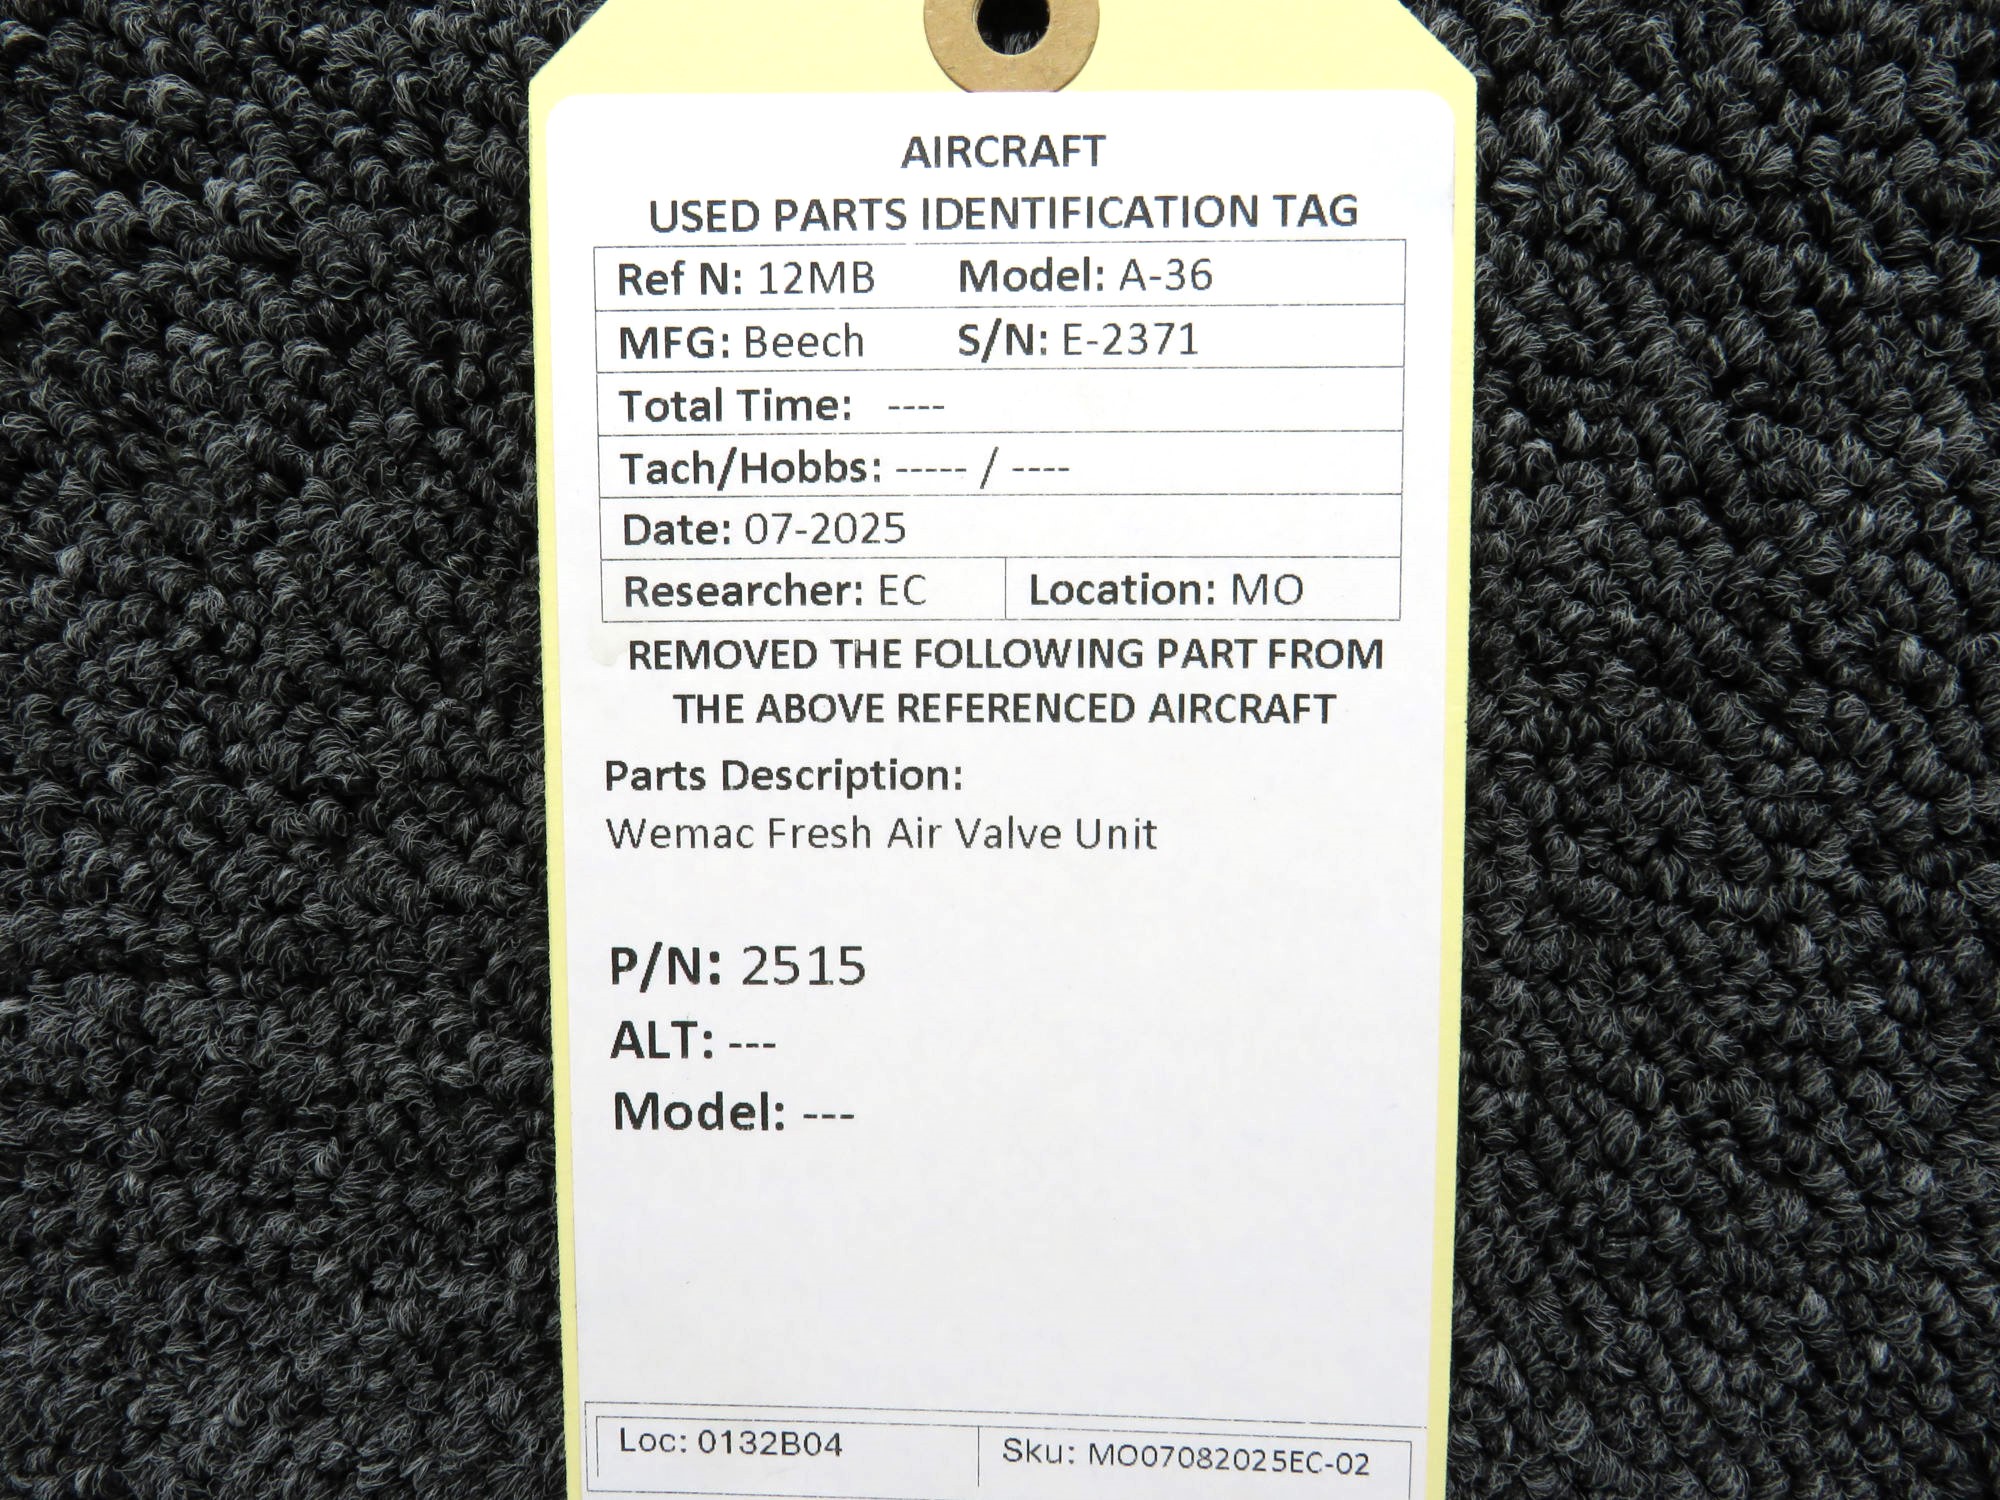 AIRCRAFT
USED PARTS IDENTIFICATION TAG
Ref N: 12MB Model: A-36
MFG: Beech S/N: E-2371
Total Time: ----
Tach/Hobbs: ----- / ----
Date: 07-2025
Researcher: EC Location: MO
REMOVED THE FOLLOWING PART FROM
THE ABOVE REFERENCED AIRCRAFT
Parts Description:
Wemac Fresh Air Valve Unit
P/N: 2515
ALT: ---
Model: ---
Loc: 0132B04 Sku: MO07082025EC-02